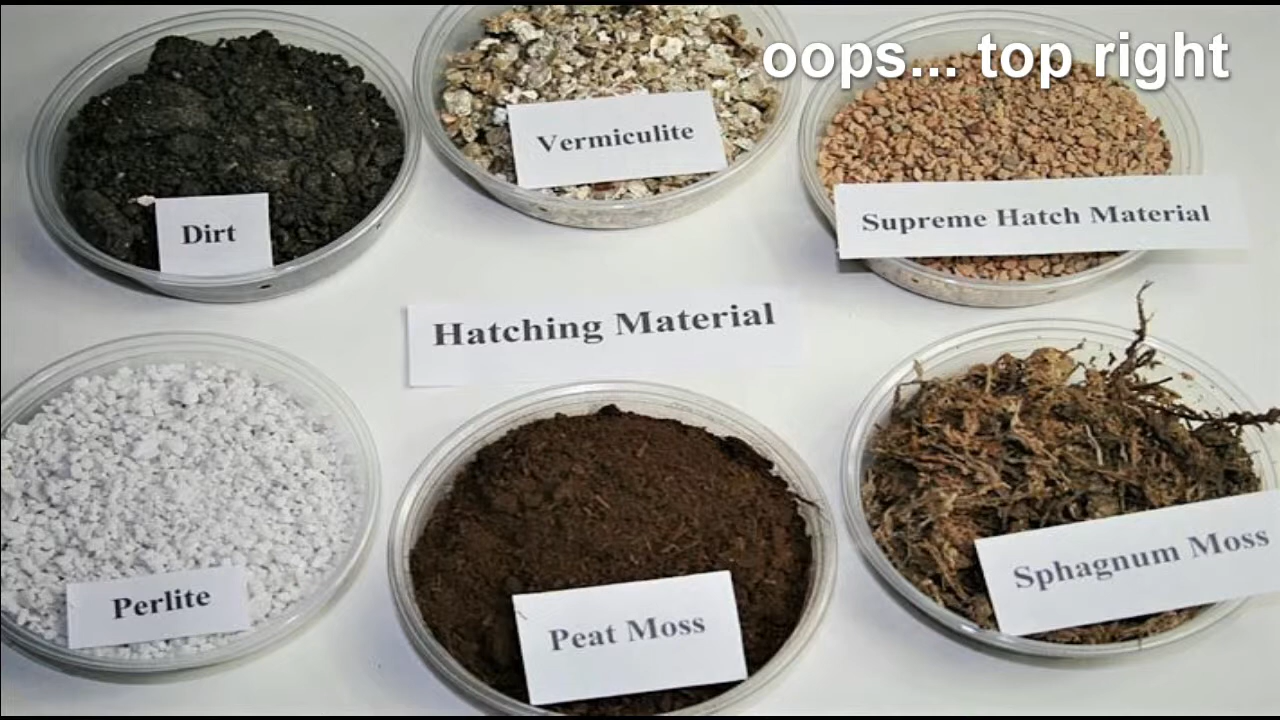 oops... top right
Vermiculite
Dirt
Supreme Hatch Material
Hatching Material
Perlite
Peat Moss
Sphagnum Moss